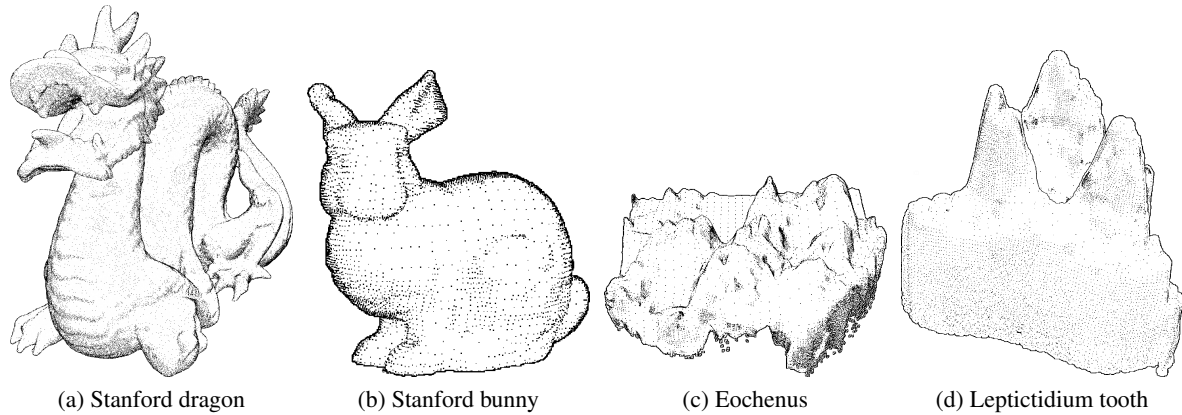 (a) Stanford dragon
(b) Stanford bunny
(c) Eochenus
(d) Leptictidium tooth